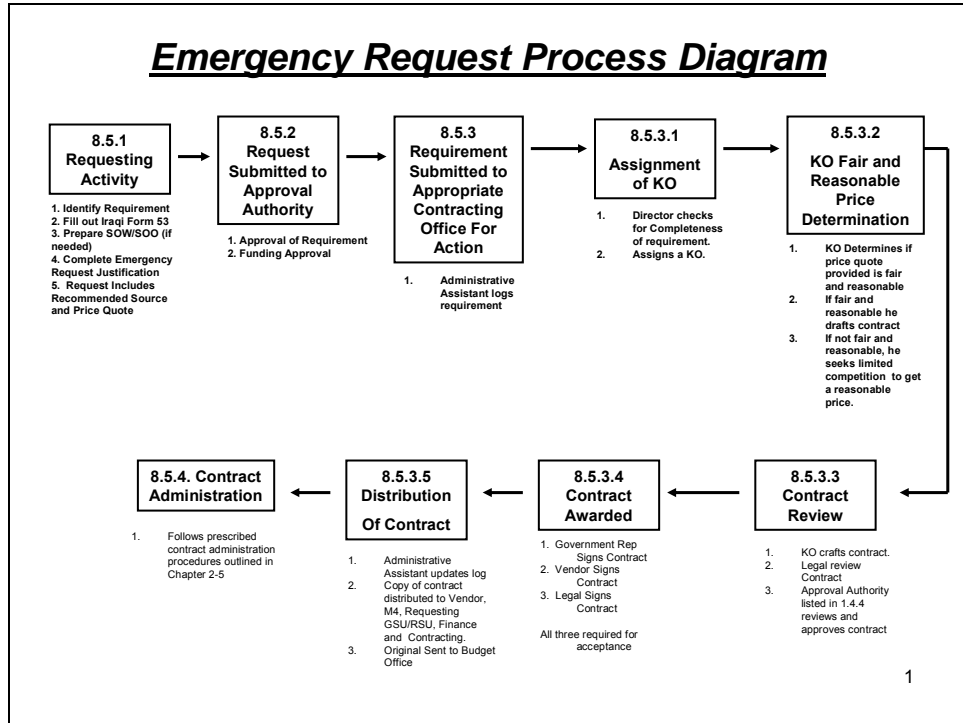 Emergency Request Process Diagram
8.5.1
Requesting
Activity
1. Identify Requirement
2. Fill out Iraqi Form 53
3. Prepare SOW/SOO (if
needed)
4. Complete Emergency
Request Justification
5. Request Includes
Recommended Source
and Price Quote
8.5.2
Request
Submitted to
Approval
Authority
1. Approval of Requirement
2. Funding Approval
8.5.3
Requirement
Submitted to
Appropriate
Contracting
Office For
Action
1. Administrative
Assistant logs
requirement
8.5.3.1
Assignment
of KO
1. Director checks
for Completeness
of requirement.
2. Assigns a KO.
8.5.3.2
KO Fair and
Reasonable
Price
Determination
1. KO Determines if
price quote
provided is fair
and reasonable
2. If fair and
reasonable he
drafts contract
3. If not fair and
reasonable, he
seeks limited
competition to get
a reasonable
price.
8.5.4. Contract
Administration
1. Follows prescribed
contract administration
procedures outlined in
Chapter 2-5
8.5.3.5
Distribution
Of Contract
1. Administrative
Assistant updates log
2. Copy of contract
distributed to Vendor,
M4, Requesting
GSU/RSU, Finance
and Contracting.
3. Original Sent to Budget
Office
8.5.3.4
Contract
Awarded
1. Government Rep
Signs Contract
2. Vendor Signs
Contract
3. Legal Signs
Contract
All three required for
acceptance
8.5.3.3
Contract
Review
1. KO crafts contract.
2. Legal review
Contract
3. Approval Authority
listed in 1.4.4
reviews and
approves contract
1